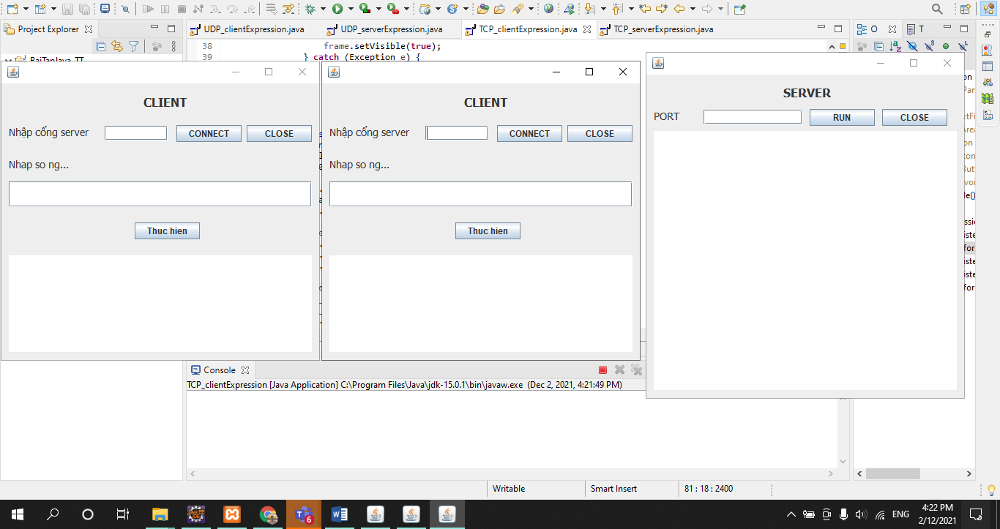 UDP_clientExpression.java
UDP_serverExpression.java
TCP_clientExpression.java
TCP_serverExpression.java
Project Explorer
O
T
38 frame.setVisible(true);
39 } catch (Exception e) {
BaiTapJava_TT
CLIENT
Nhập cổng server
CONNECT
CLOSE
Nhap so ng...
Thuc hien
CLIENT
Nhập cổng server
CONNECT
CLOSE
Nhap so ng...
Thuc hien
SERVER
PORT
RUN
CLOSE
Console
TCP_clientExpression [Java Application] C:\Program Files\Java\jdk-15.0.1\bin\javaw.exe (Dec 2, 2021, 4:21:49 PM)
Writable
Smart Insert
81 : 18 : 2400
6
ENG
4:22 PM
2/12/2021